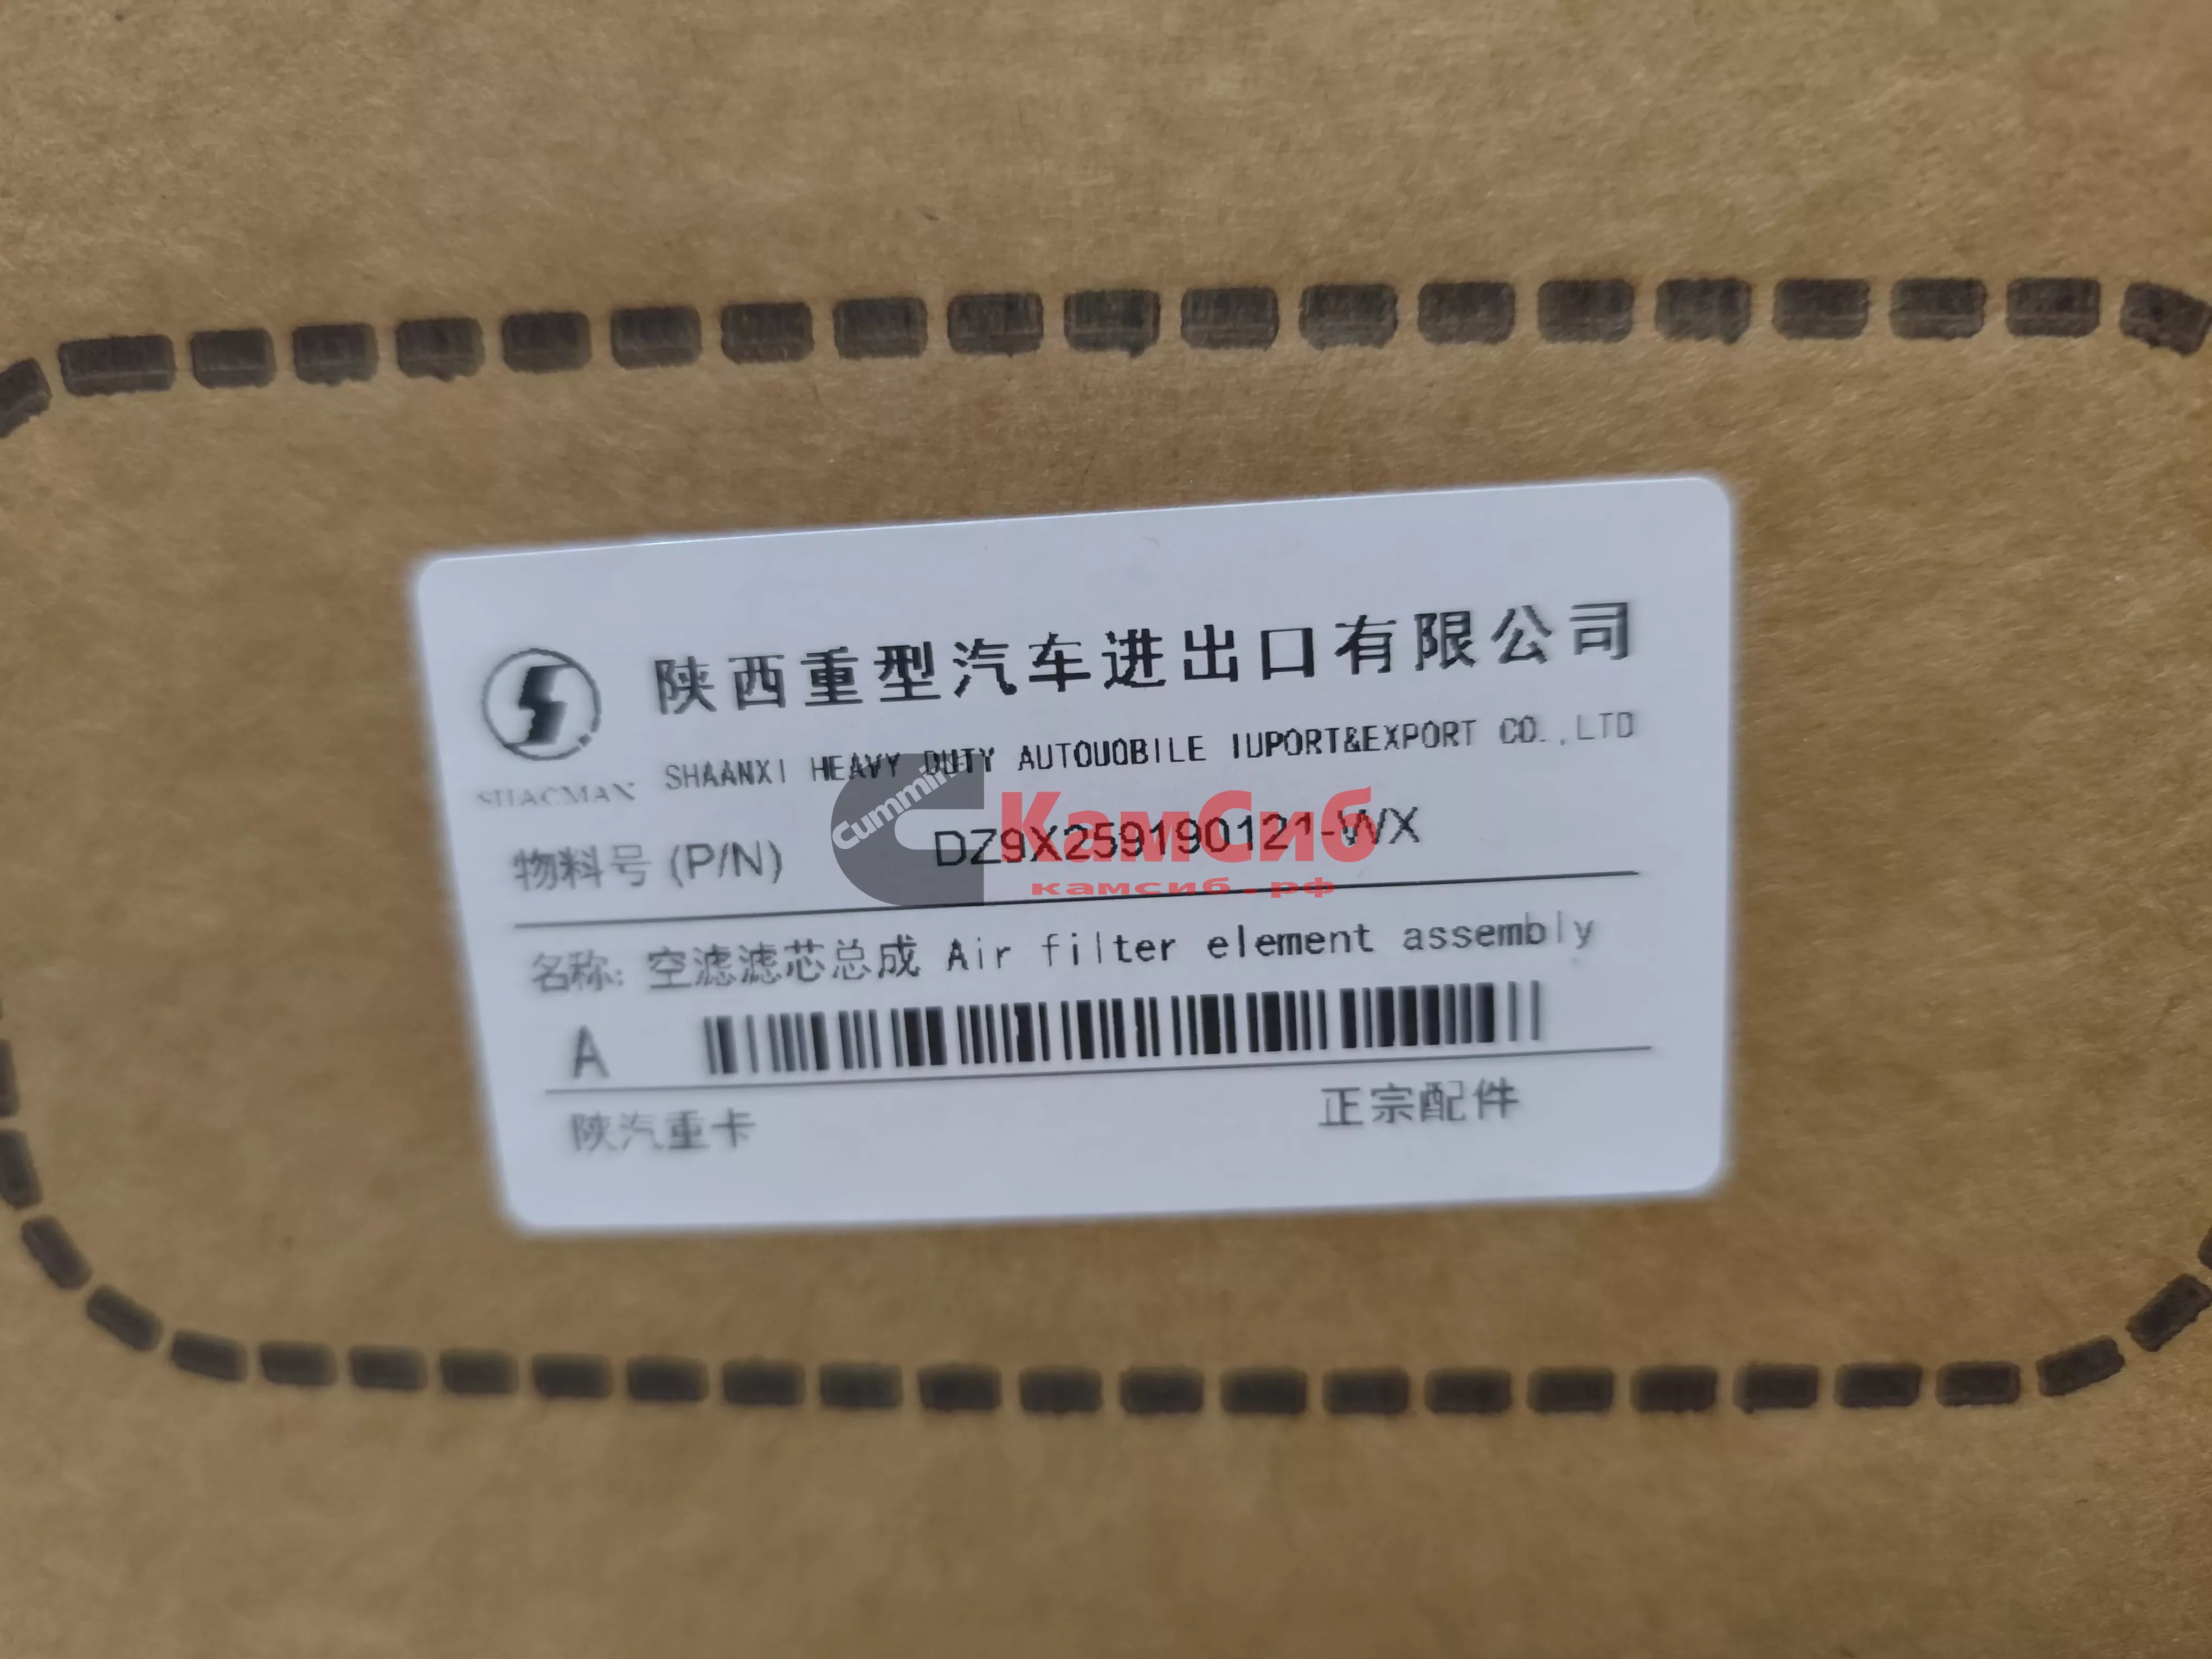 陕西重型汽车进出口有限公司
SHAANXI HEAVY DUTY AUTOUOBILE IUPORT&EXPORT CO.,LTD
SHACMAN
Cummins
КамСиб
камсиб.рф
物料号 (P/N) DZ9X259190121-WX
名称: 空滤滤芯总成 Air filter element assembly
A
陕汽重卡 正宗配件